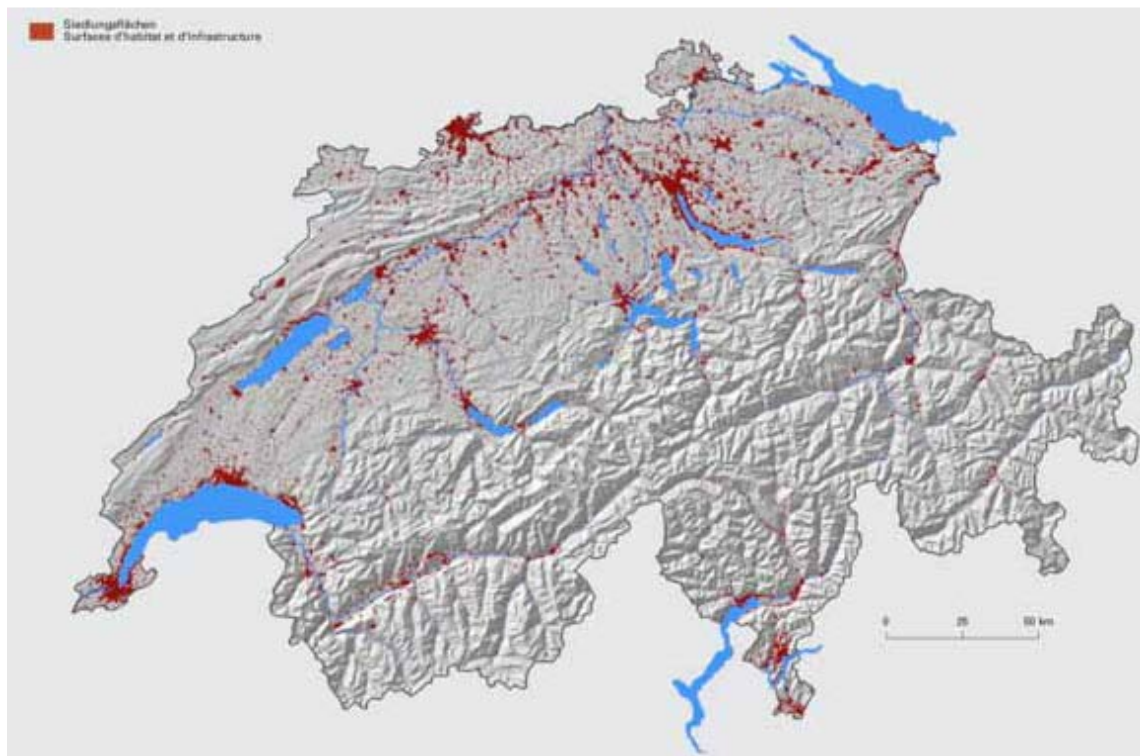 Siedlungsflächen
Surfaces d'habitat et d'infrastructure
0 25 50 km